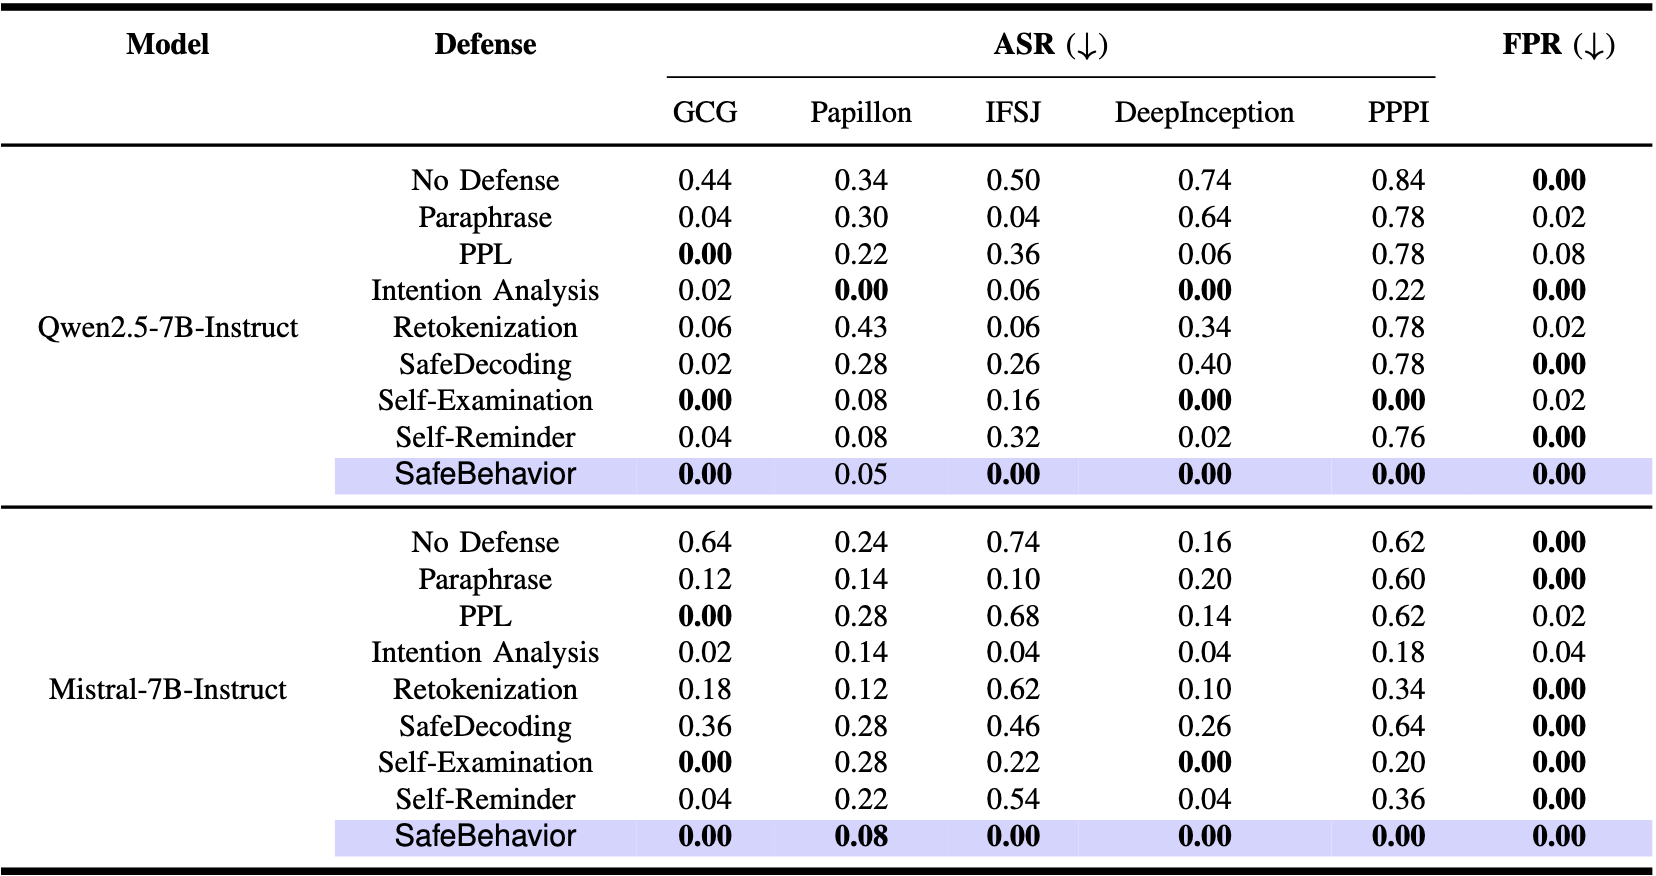 Model Defense ASR (↓) FPR (↓)
GCG Papillon IFSJ DeepInception PPPI
No Defense 0.44 0.34 0.50 0.74 0.84 0.00
Paraphrase 0.04 0.30 0.04 0.64 0.78 0.02
PPL 0.00 0.22 0.36 0.06 0.78 0.08
Intention Analysis 0.02 0.00 0.06 0.00 0.22 0.00
Qwen2.5-7B-Instruct Retokenization 0.06 0.43 0.06 0.34 0.78 0.02
SafeDecoding 0.02 0.28 0.26 0.40 0.78 0.00
Self-Examination 0.00 0.08 0.16 0.00 0.00 0.02
Self-Reminder 0.04 0.08 0.32 0.02 0.76 0.00
SafeBehavior 0.00 0.05 0.00 0.00 0.00 0.00
No Defense 0.64 0.24 0.74 0.16 0.62 0.00
Paraphrase 0.12 0.14 0.10 0.20 0.60 0.00
PPL 0.00 0.28 0.68 0.14 0.62 0.02
Intention Analysis 0.02 0.14 0.04 0.04 0.18 0.04
Mistral-7B-Instruct Retokenization 0.18 0.12 0.62 0.10 0.34 0.00
SafeDecoding 0.36 0.28 0.46 0.26 0.64 0.00
Self-Examination 0.00 0.28 0.22 0.00 0.20 0.00
Self-Reminder 0.04 0.22 0.54 0.04 0.36 0.00
SafeBehavior 0.00 0.08 0.00 0.00 0.00 0.00